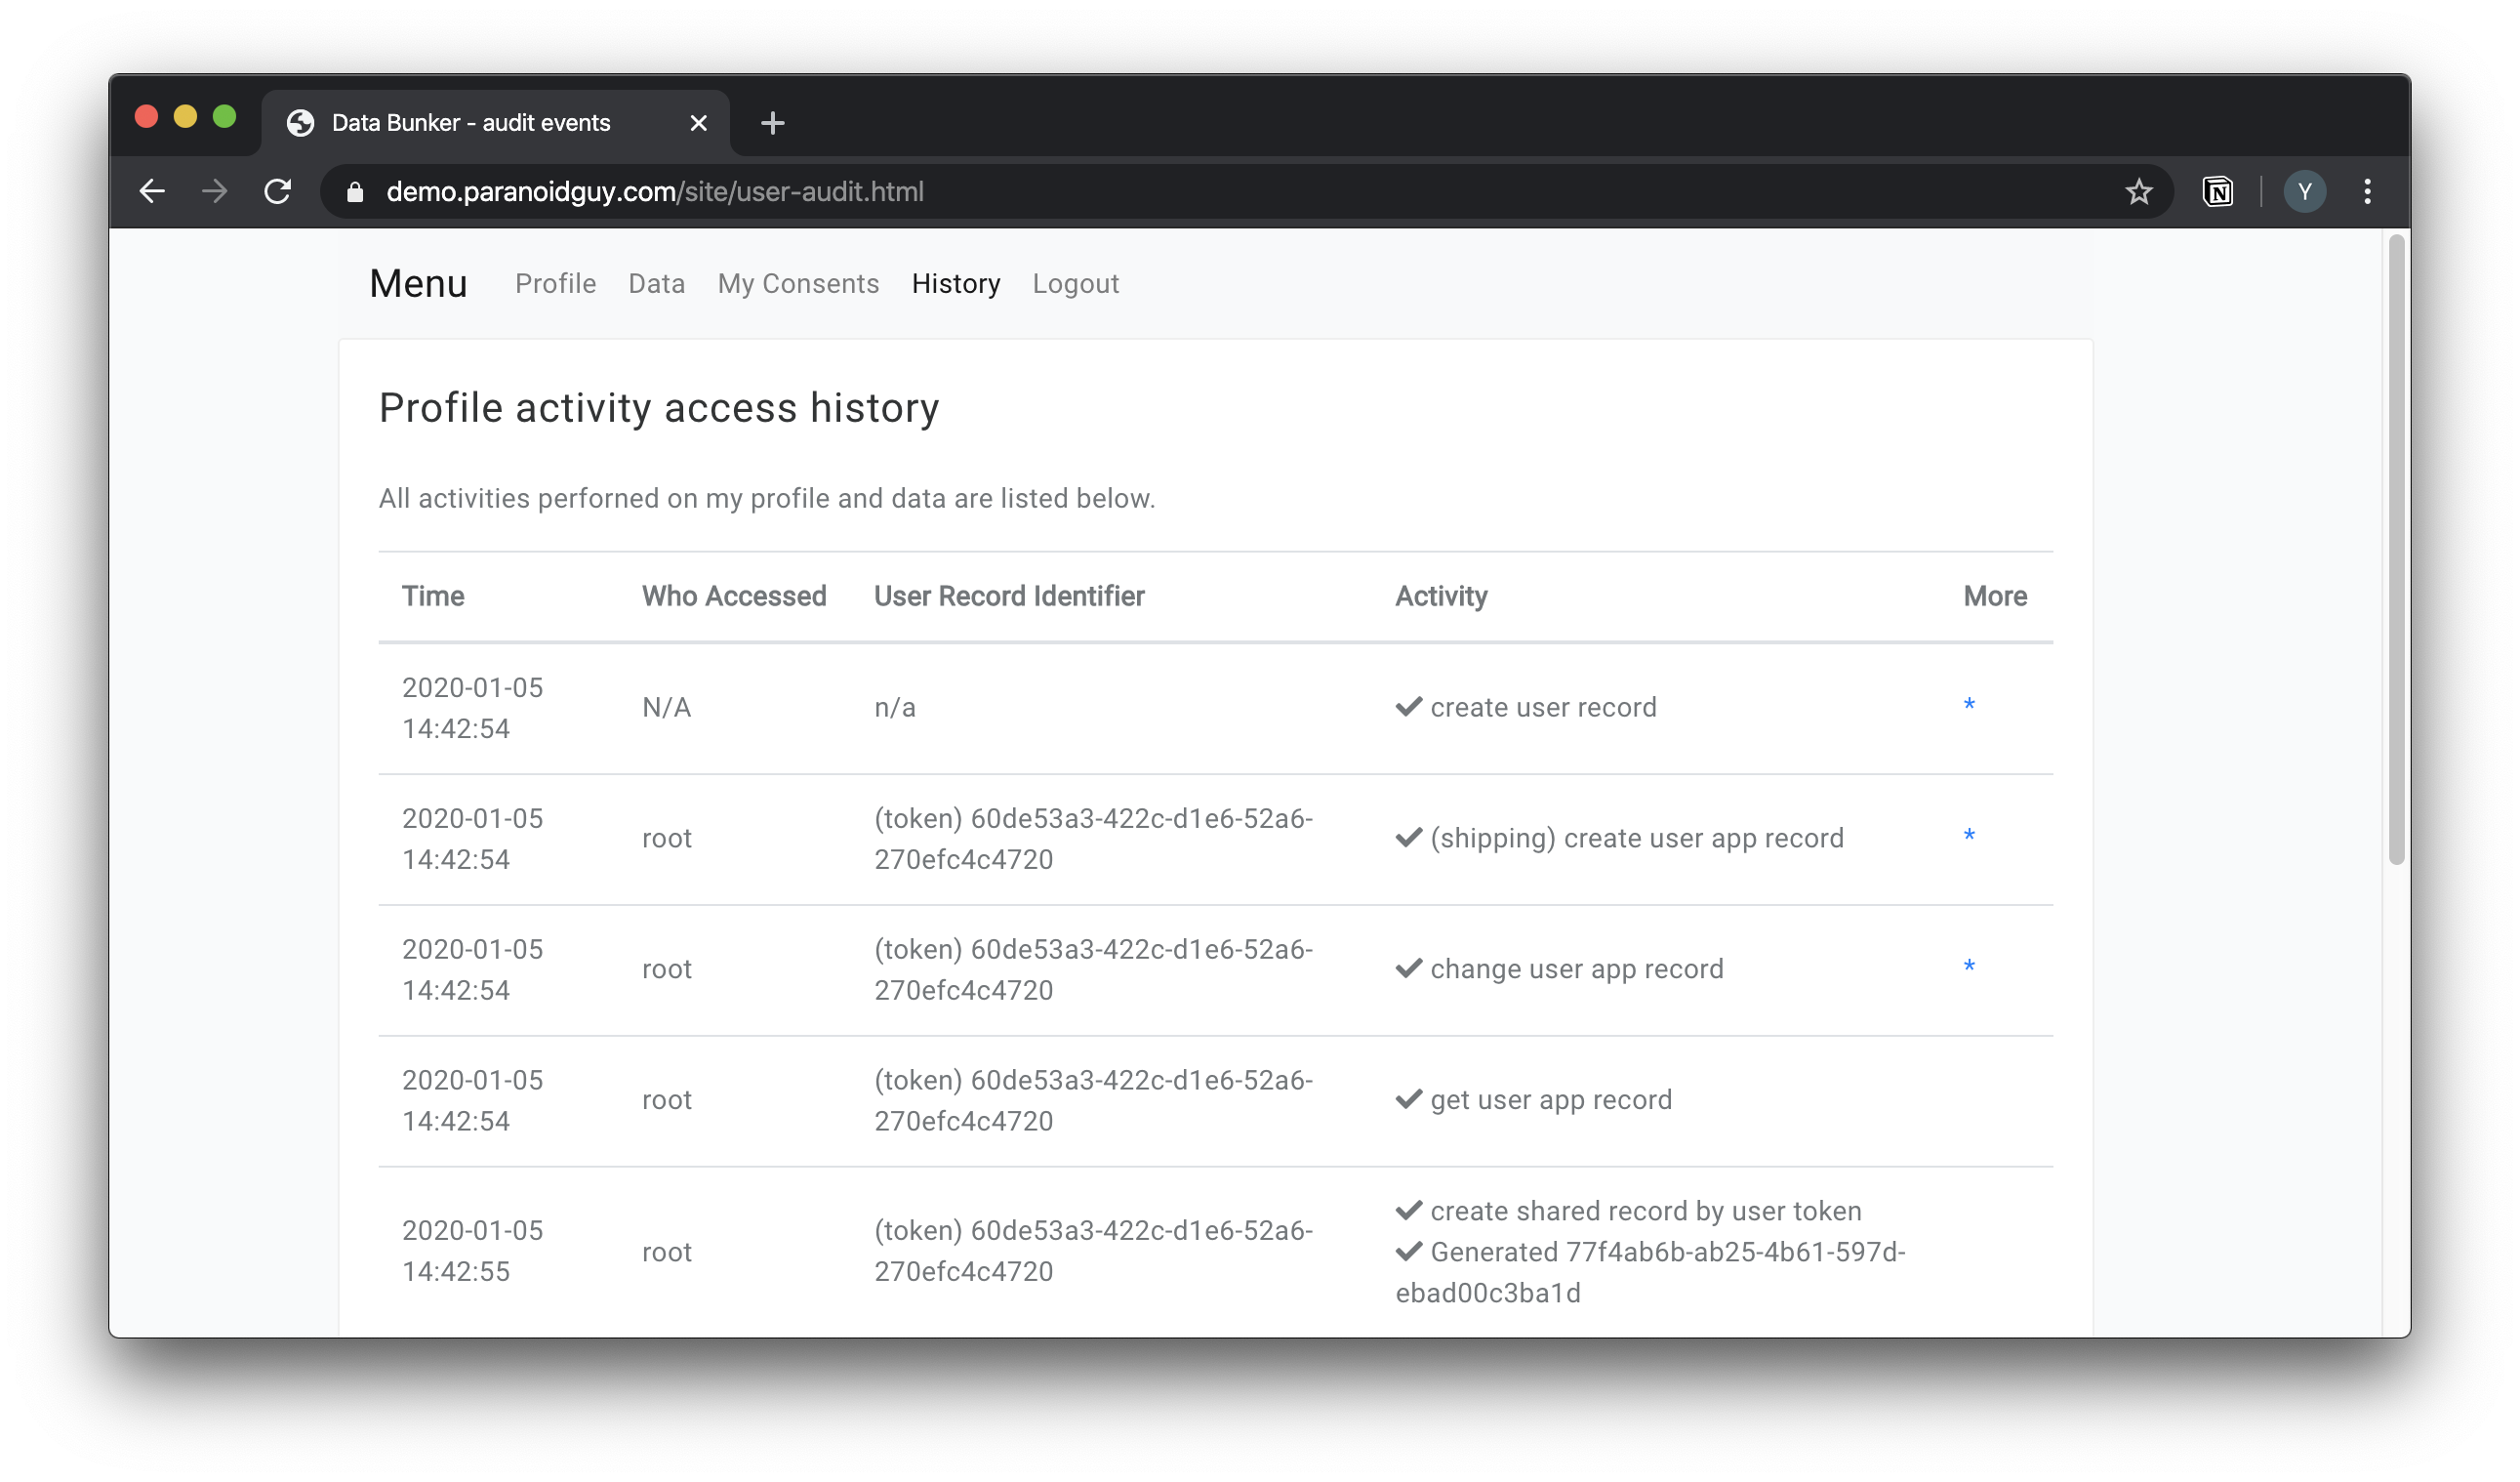 Data Bunker - audit events
demo.paranoidguy.com/site/user-audit.html
N
Y
Menu Profile Data My Consents History Logout
Profile activity access history
All activities perforned on my profile and data are listed below.
Time Who Accessed User Record Identifier Activity More
2020-01-05
14:42:54
N/A
n/a
create user record
*
2020-01-05
14:42:54
root
(token) 60de53a3-422c-d1e6-52a6-
270efc4c4720
(shipping) create user app record
*
2020-01-05
14:42:54
root
(token) 60de53a3-422c-d1e6-52a6-
270efc4c4720
change user app record
*
2020-01-05
14:42:54
root
(token) 60de53a3-422c-d1e6-52a6-
270efc4c4720
get user app record
2020-01-05
14:42:55
root
(token) 60de53a3-422c-d1e6-52a6-
270efc4c4720
create shared record by user token
Generated 77f4ab6b-ab25-4b61-597d-
ebad00c3ba1d